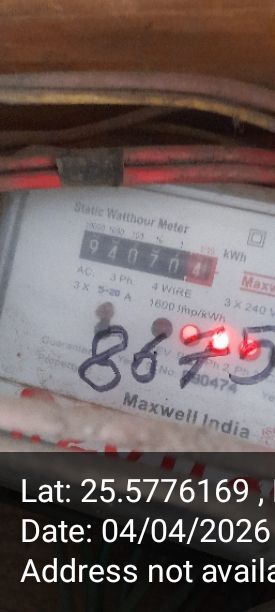 Static Watthour Meter
940704 kWh
AC. 3 Ph. 4 WIRE
3 X 5-20 A 1600 Imp/kWh 3 X 240 V
8675
Maxwell India
Lat: 25.5776169 ,
Date: 04/04/2026
Address not availa